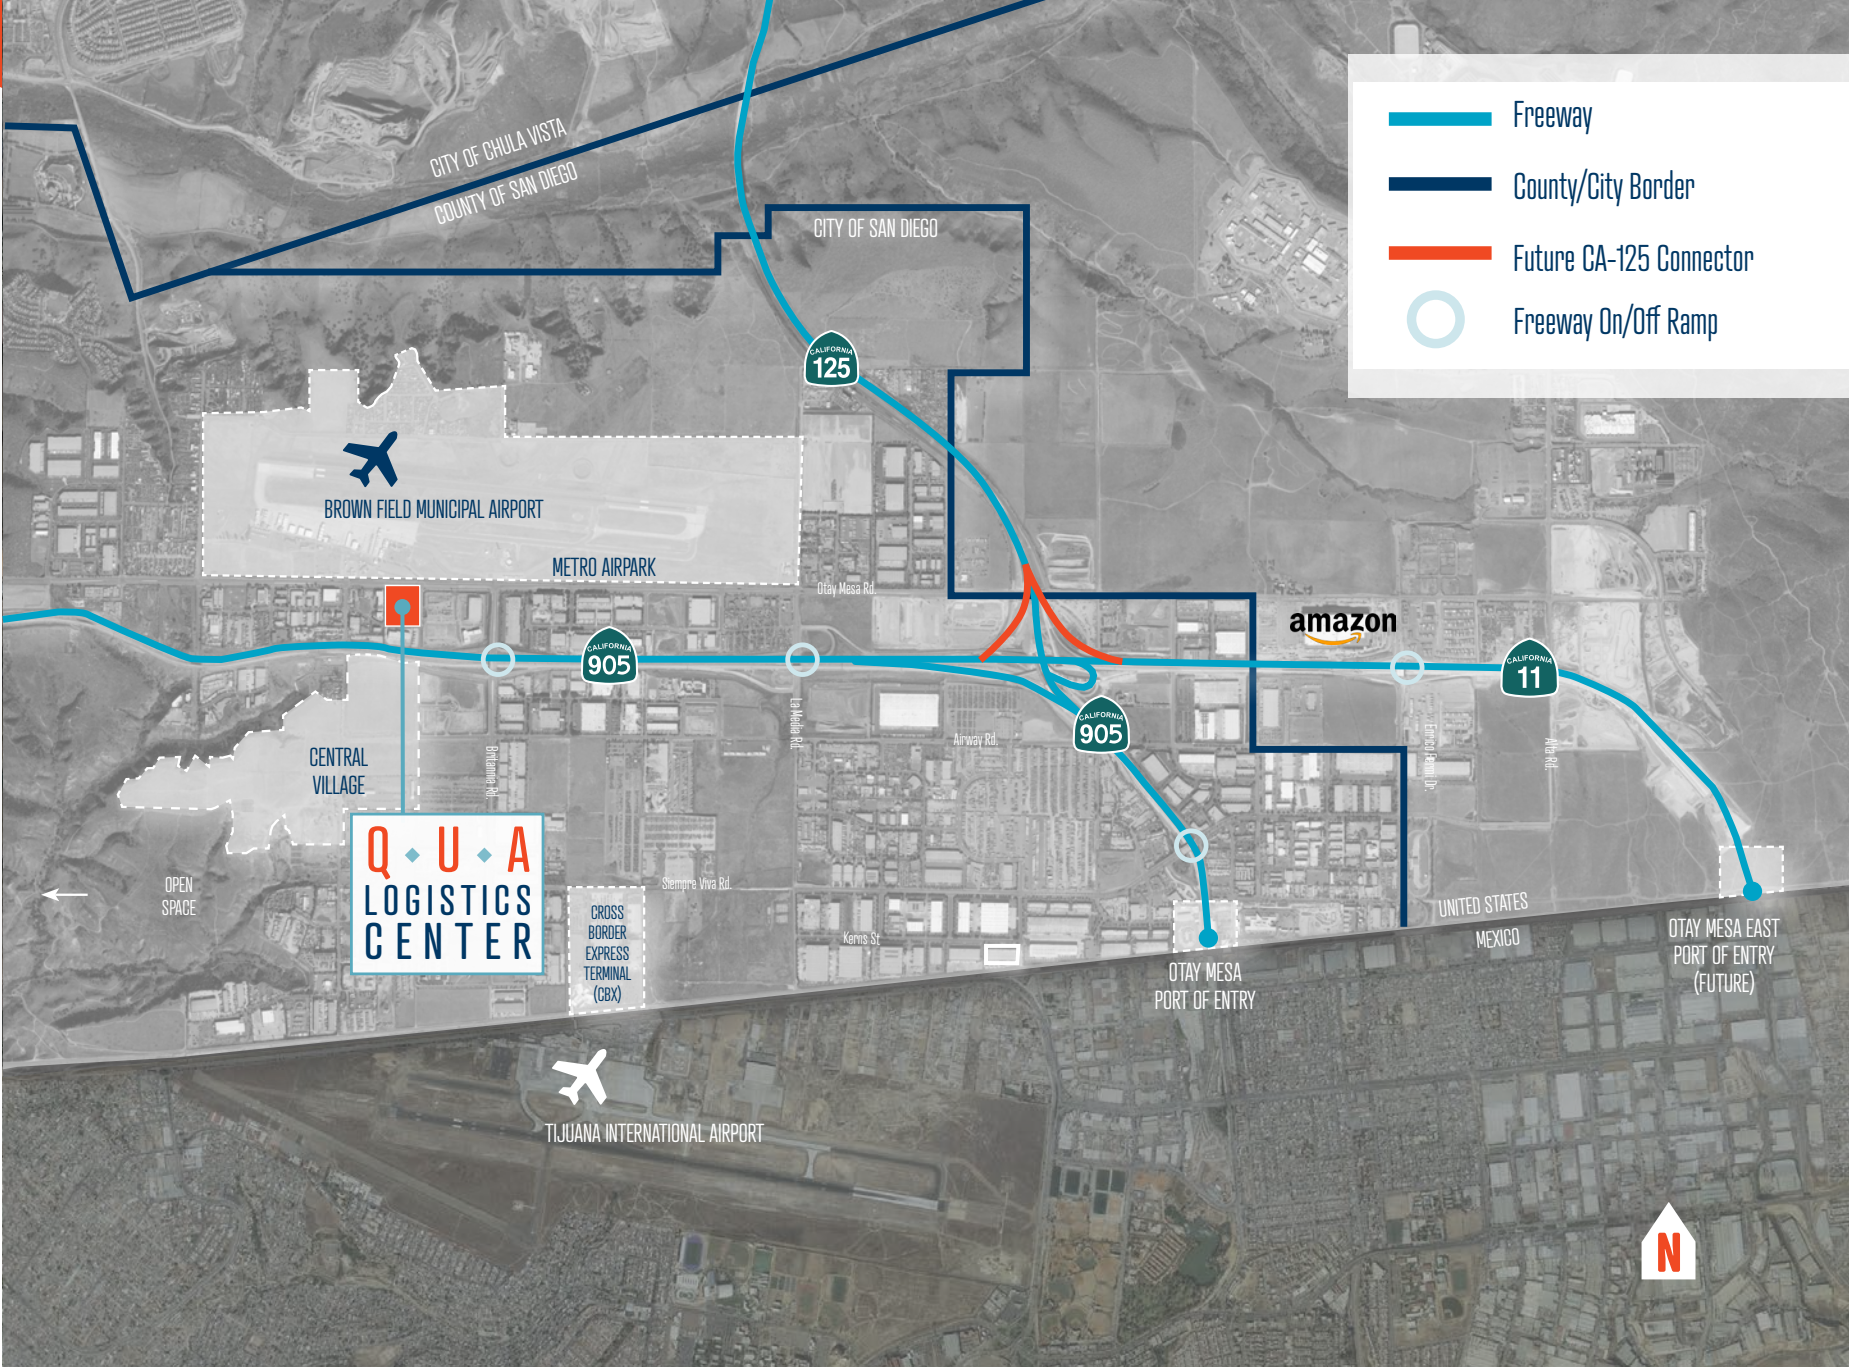 Freeway
County/City Border
Future CA-125 Connector
Freeway On/Off Ramp
CITY OF CHULA VISTA
COUNTY OF SAN DIEGO
CITY OF SAN DIEGO
CALIFORNIA
125
BROWN FIELD MUNICIPAL AIRPORT
METRO AIRPARK
Otay Mesa Rd.
amazon
CALIFORNIA
905
CALIFORNIA
11
CALIFORNIA
905
La Media Rd.
Airway Rd.
Britannia Rd.
Enrico Fermi Dr.
Alta Rd.
CENTRAL
VILLAGE
Q U A
LOGISTICS
CENTER
OPEN
SPACE
Siempre Viva Rd.
CROSS
BORDER
EXPRESS
TERMINAL
(CBX)
Kerns St
UNITED STATES
MEXICO
OTAY MESA
PORT OF ENTRY
OTAY MESA EAST
PORT OF ENTRY
(FUTURE)
TIJUANA INTERNATIONAL AIRPORT
N